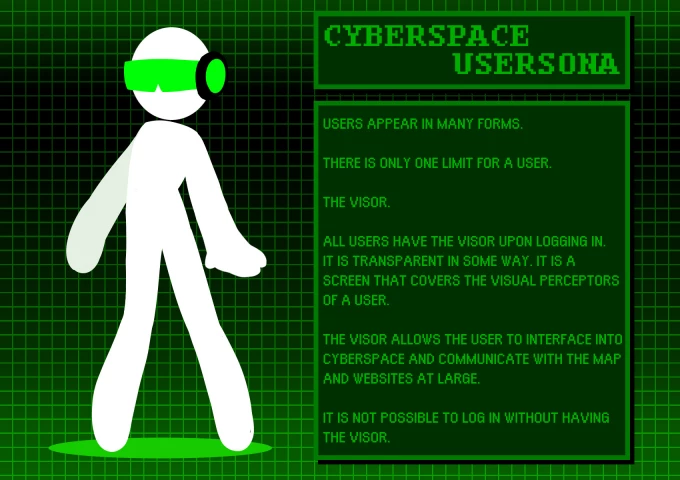 CYBERSPACE
USERSONA
USERS APPEAR IN MANY FORMS.
THERE IS ONLY ONE LIMIT FOR A USER.
THE VISOR.
ALL USERS HAVE THE VISOR UPON LOGGING IN.
IT IS TRANSPARENT IN SOME WAY. IT IS A
SCREEN THAT COVERS THE VISUAL PERCEPTORS
OF A USER.
THE VISOR ALLOWS THE USER TO INTERFACE INTO
CYBERSPACE AND COMMUNICATE WITH THE MAP
AND WEBSITES AT LARGE.
IT IS NOT POSSIBLE TO LOG IN WITHOUT HAVING
THE VISOR.